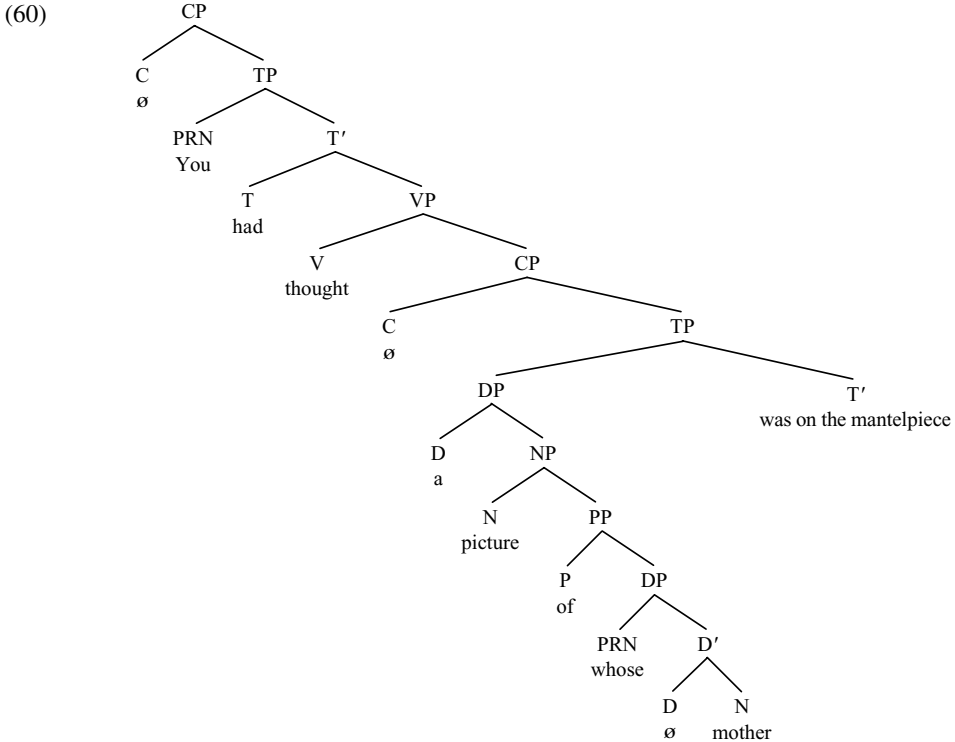 (60) CP
C TP
ø
PRN T′
You
T VP
had
V CP
thought
C TP
ø
DP T′
was on the mantelpiece
D NP
a
N PP
picture
P DP
of
PRN D′
whose
D N
ø mother